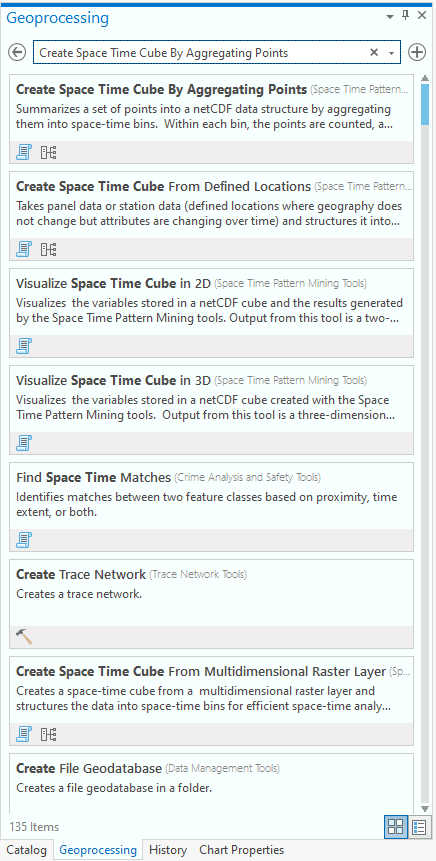 Geoprocessing
Create Space Time Cube By Aggregating Points
Create Space Time Cube By Aggregating Points (Space Time Pattern...
Summarizes a set of points into a netCDF data structure by aggregating
them into space-time bins.  Within each bin, the points are counted, a...
Create Space Time Cube From Defined Locations (Space Time Pattern...
Takes panel data or station data (defined locations where geography does
not change but attributes are changing over time) and structures it into...
Visualize Space Time Cube in 2D (Space Time Pattern Mining Tools)
Visualizes  the variables stored in a netCDF cube and the results generated
by the Space Time Pattern Mining tools. Output from this tool is a two-...
Visualize Space Time Cube in 3D (Space Time Pattern Mining Tools)
Visualizes  the variables stored in a netCDF cube created with the Space
Time Pattern Mining tools.  Output from this tool is a three-dimension...
Find Space Time Matches (Crime Analysis and Safety Tools)
Identifies matches between two feature classes based on proximity, time
extent, or both.
Create Trace Network (Trace Network Tools)
Creates a trace network.
Create Space Time Cube From Multidimensional Raster Layer (Sp...
Creates a space-time cube from a  multidimensional raster layer and
structures the data into space-time bins for efficient space-time analy...
Create File Geodatabase (Data Management Tools)
Creates a file geodatabase in a folder.
135 Items
Catalog Geoprocessing History Chart Properties